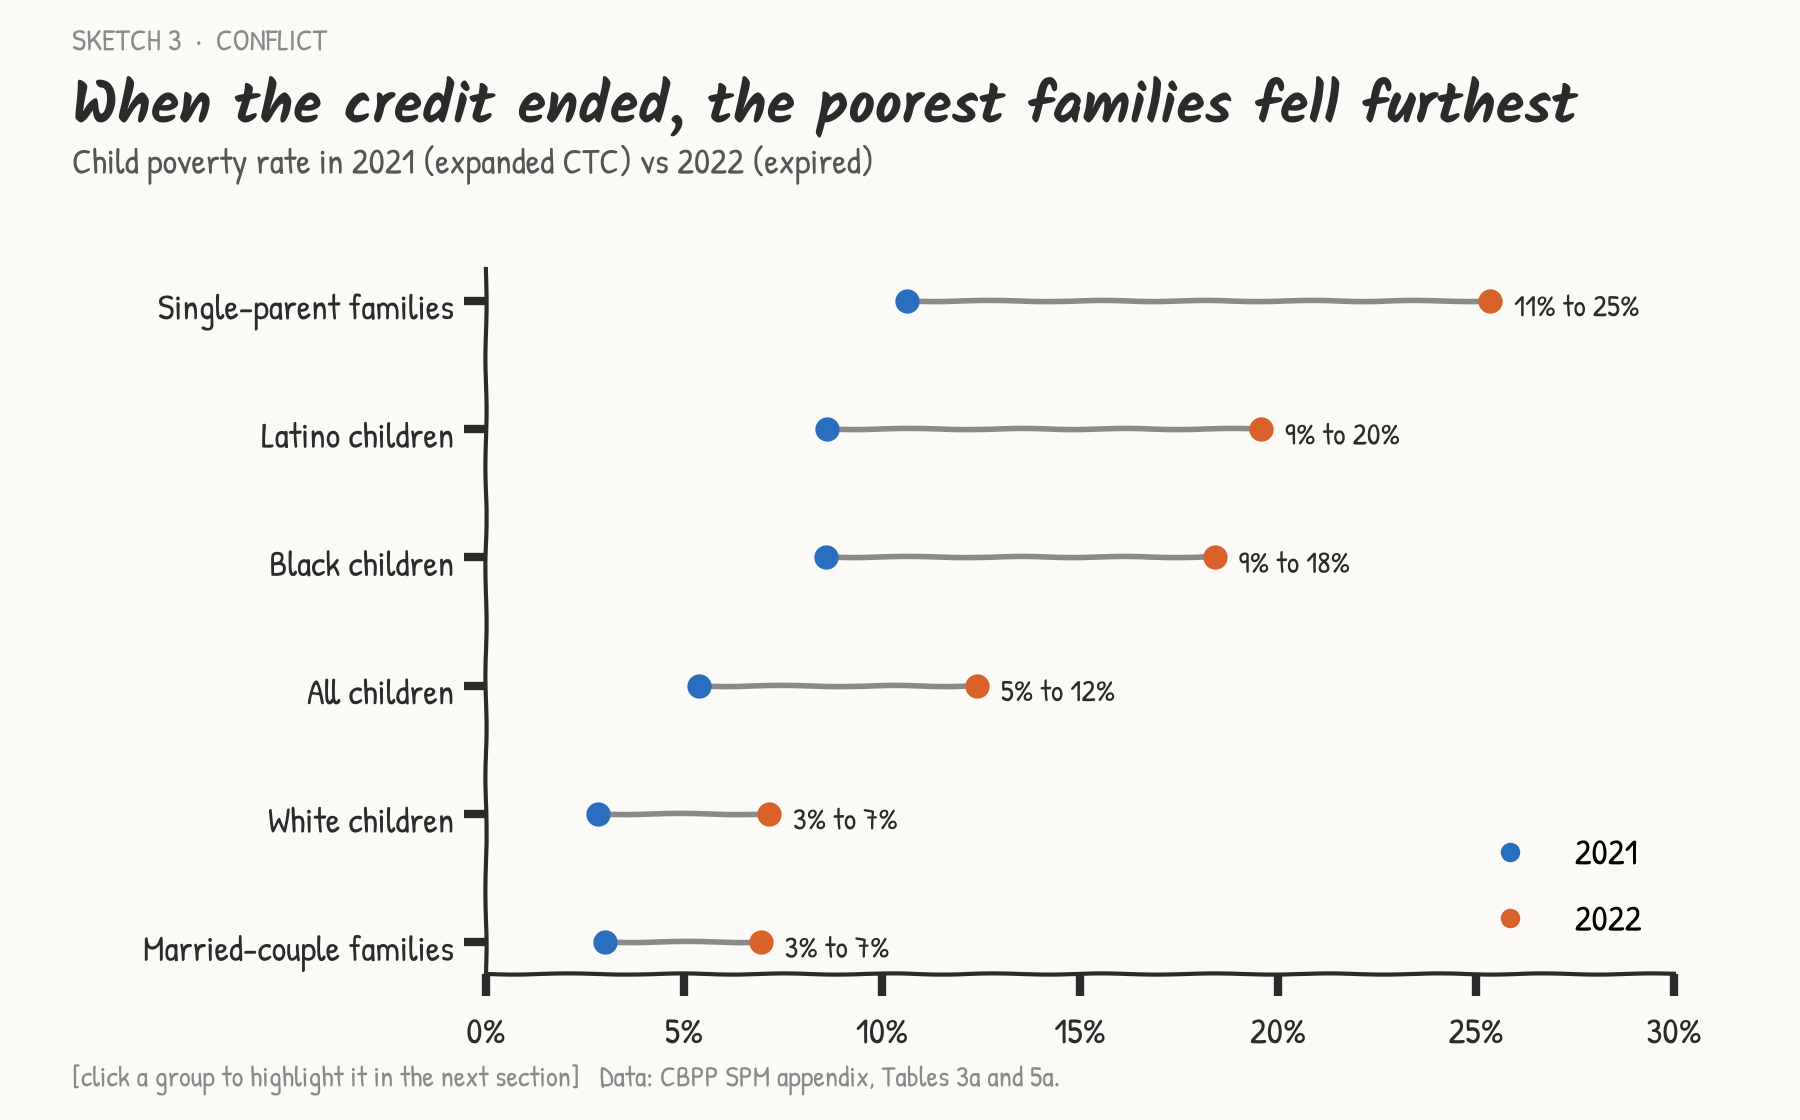 SKETCH 3 · CONFLICT
When the credit ended, the poorest families fell furthest
Child poverty rate in 2021 (expanded CTC) vs 2022 (expired)
Single-parent families
11% to 25%
Latino children
9% to 20%
Black children
9% to 18%
All children
5% to 12%
White children
3% to 7%
2021
2022
Married-couple families
3% to 7%
0% 5% 10% 15% 20% 25% 30%
[click a group to highlight it in the next section] Data: CBPP SPM appendix, Tables 3a and 5a.